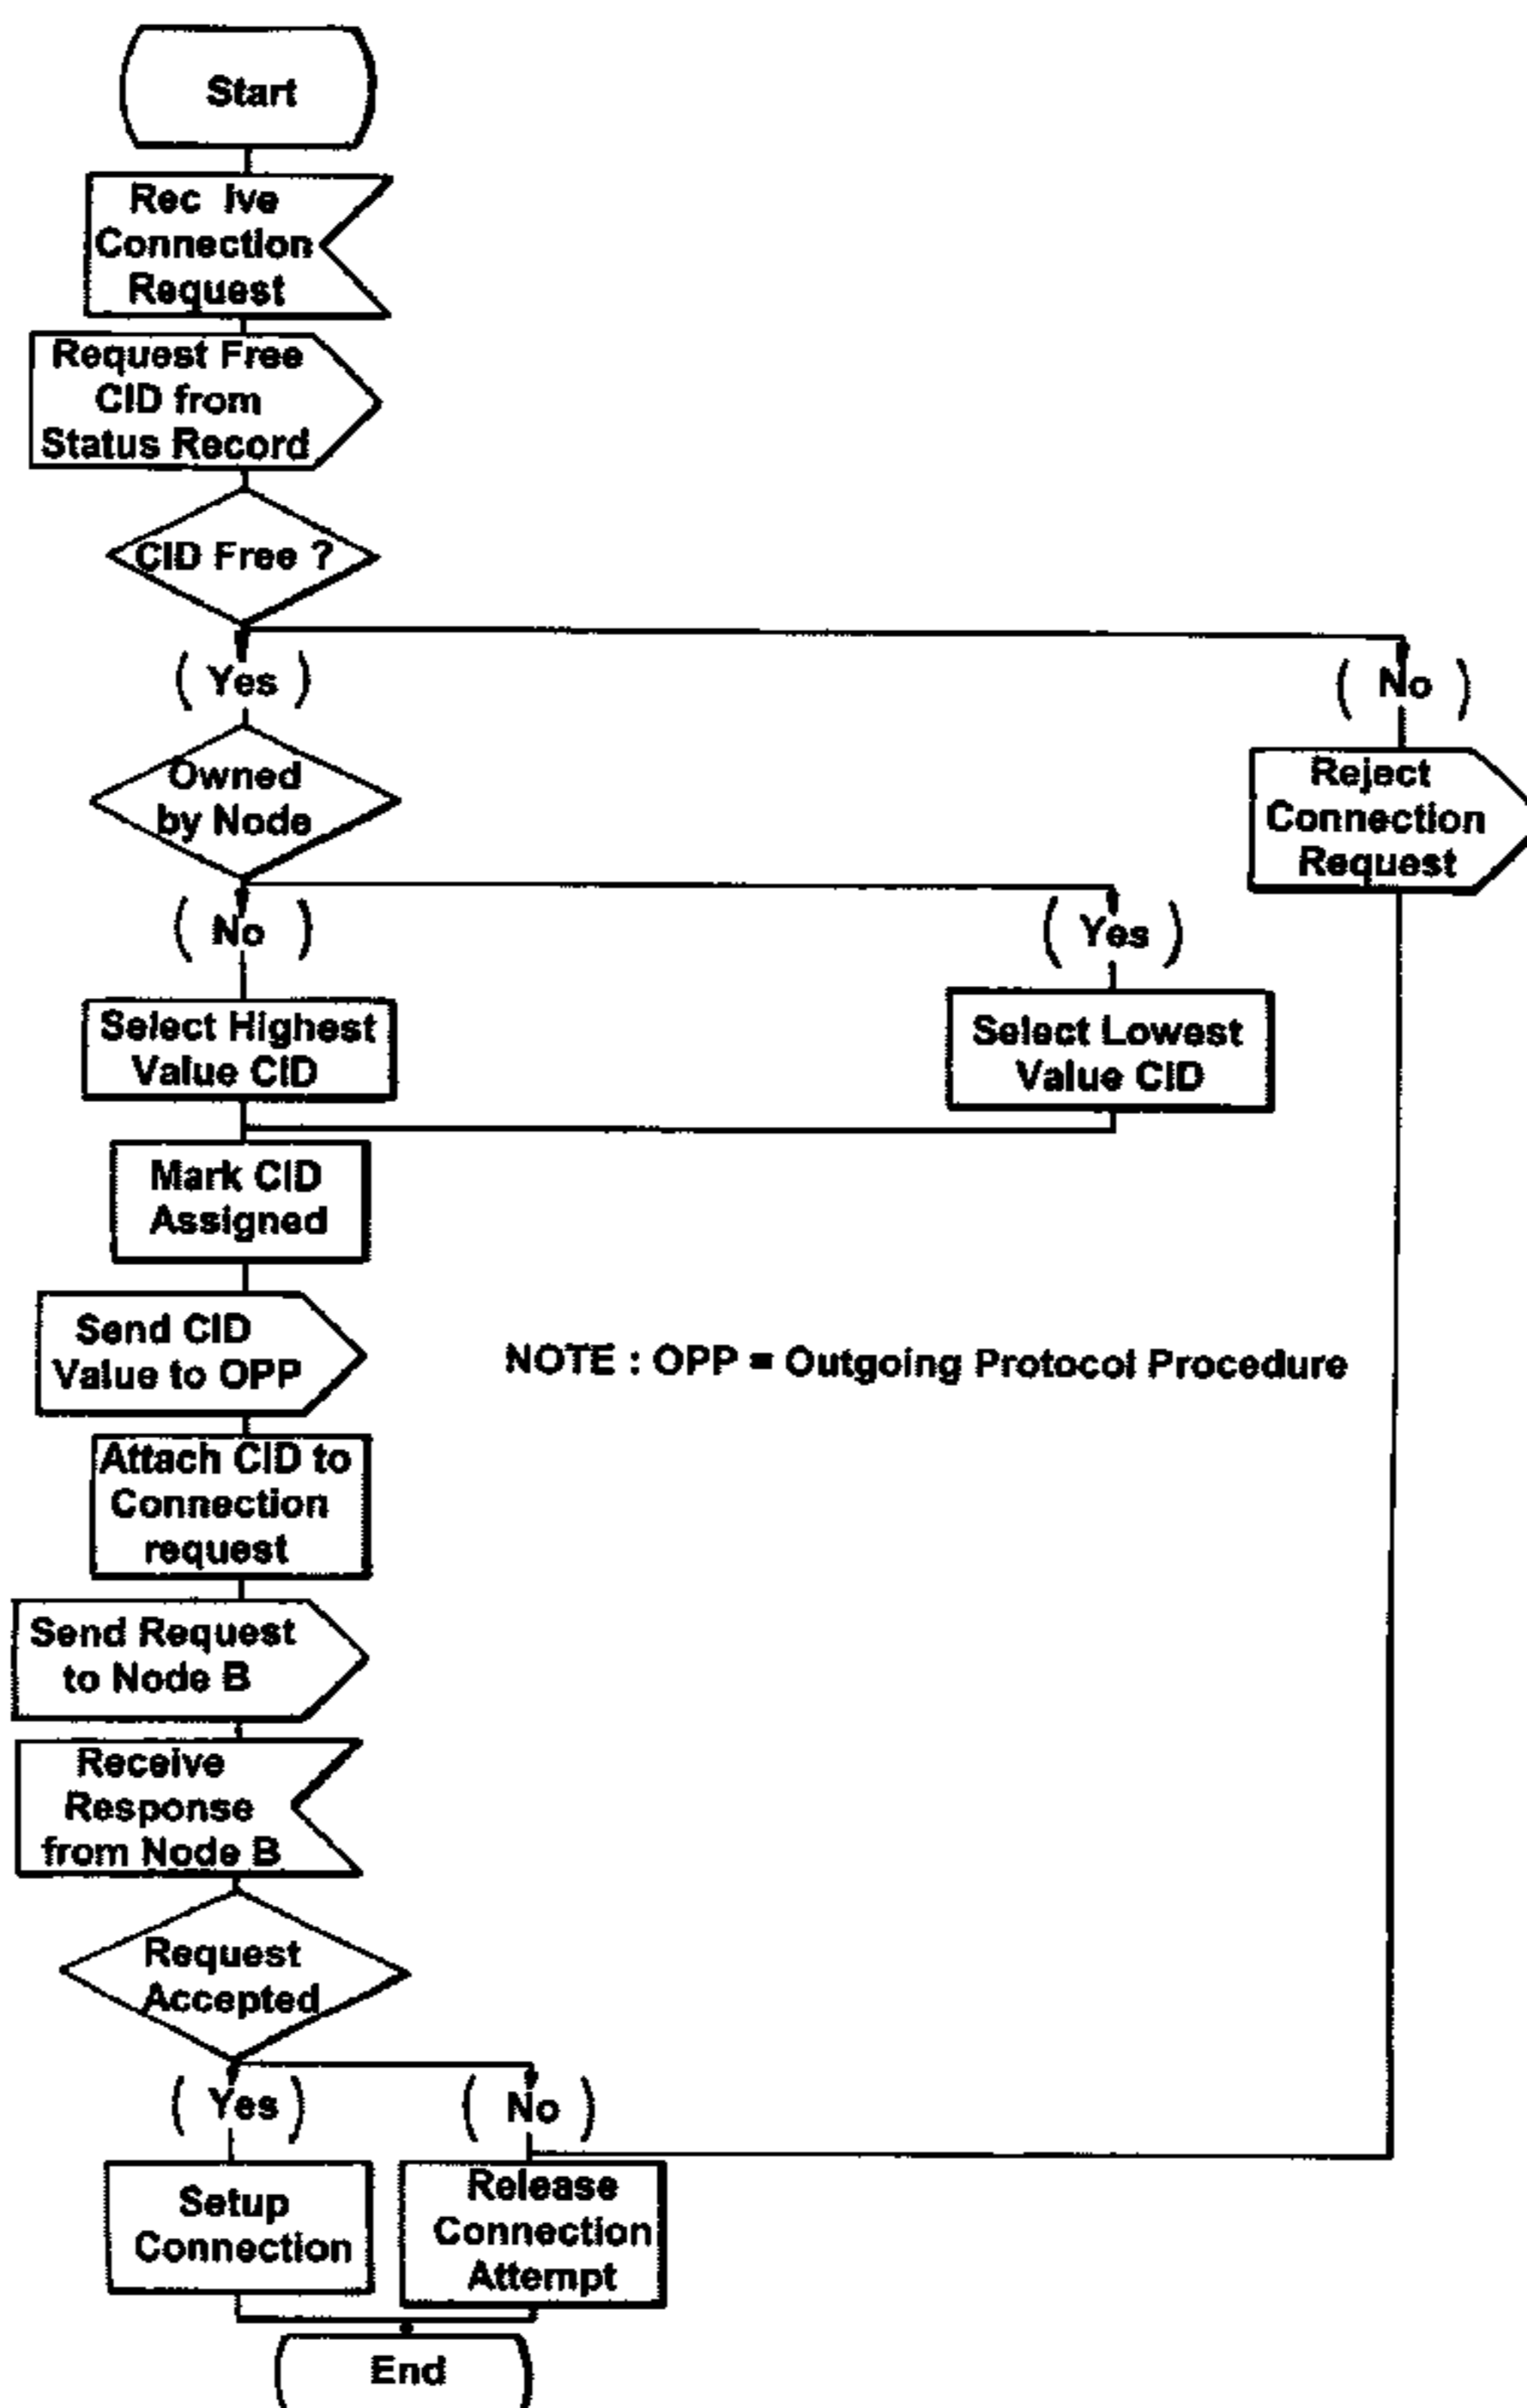 Start
Rec ive
Connection
Request
Request Free
CID from
Status Record
CID Free ?
( Yes )
( No )
Owned
by Node
Reject
Connection
Request
( No )
( Yes )
Select Highest
Value CID
Select Lowest
Value CID
Mark CID
Assigned
Send CID
Value to OPP
NOTE : OPP = Outgoing Protocol Procedure
Attach CID to
Connection
request
Send Request
to Node B
Receive
Response
from Node B
Request
Accepted
( Yes )
( No )
Setup
Connection
Release
Connection
Attempt
End